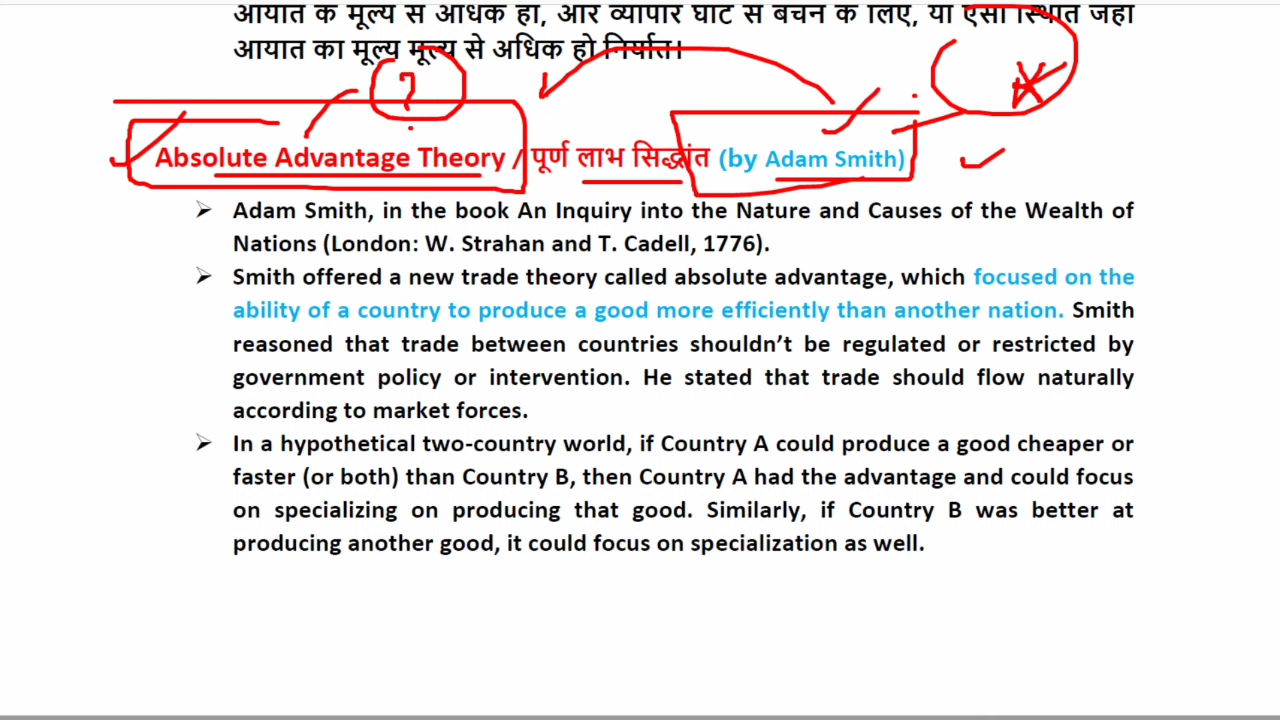 आयात के मूल्य से अधिक हो, और व्यापार घाटे से बचने के लिए, या ऐसी स्थिति जहां
आयात का मूल्य मूल्य से अधिक हो निर्यात।
?
Absolute Advantage Theory / पूर्ण लाभ सिद्धांत (by Adam Smith)
➢ Adam Smith, in the book An Inquiry into the Nature and Causes of the Wealth of
Nations (London: W. Strahan and T. Cadell, 1776).
➢ Smith offered a new trade theory called absolute advantage, which focused on the
ability of a country to produce a good more efficiently than another nation. Smith
reasoned that trade between countries shouldn’t be regulated or restricted by
government policy or intervention. He stated that trade should flow naturally
according to market forces.
➢ In a hypothetical two-country world, if Country A could produce a good cheaper or
faster (or both) than Country B, then Country A had the advantage and could focus
on specializing on producing that good. Similarly, if Country B was better at
producing another good, it could focus on specialization as well.